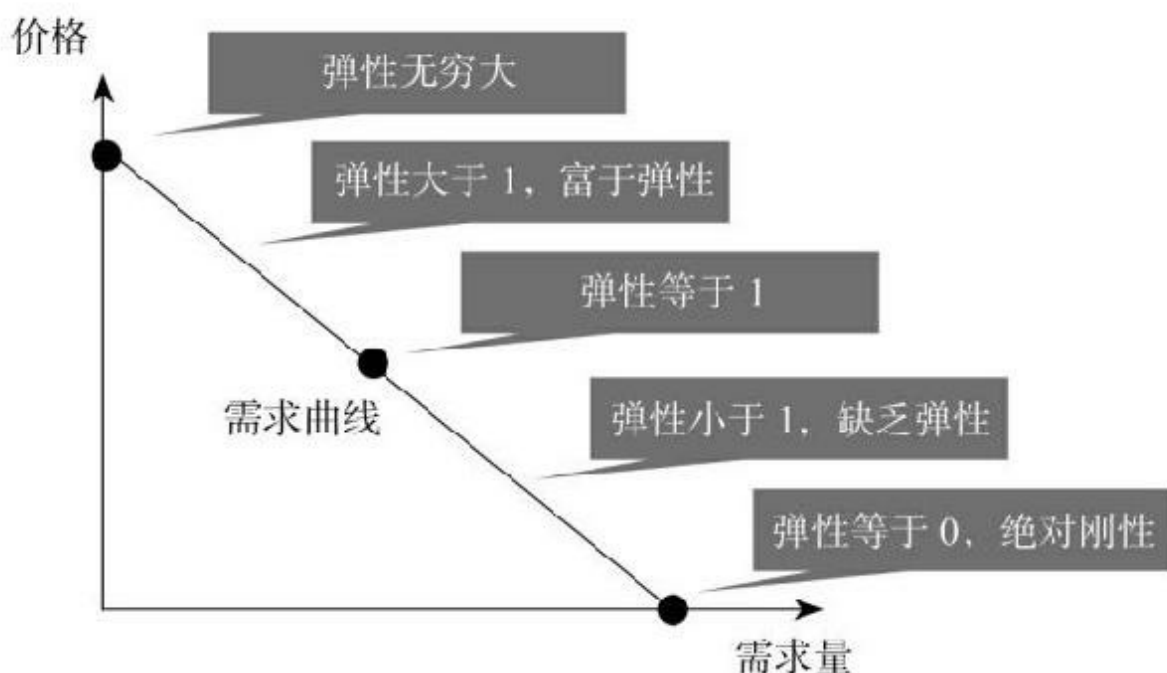 价格
弹性无穷大
弹性大于 1，富于弹性
弹性等于 1
需求曲线
弹性小于 1，缺乏弹性
弹性等于 0，绝对刚性
需求量